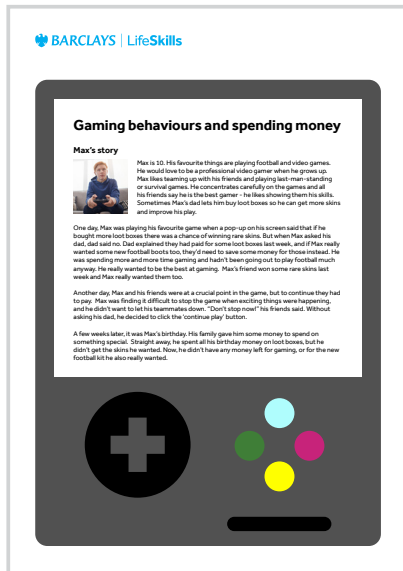 BARCLAYS | LifeSkills
Gaming behaviours and spending money
Max's story
Max is 10. His favourite things are playing football and video games.
He would love to be a professional video gamer when he grows up.
Max likes teaming up with his friends and playing last-man-standing
or survival games. He concentrates carefully on the games and all
his friends say he is the best gamer - he likes showing them his skills.
Sometimes Max's dad lets him buy loot boxes so he can get more skins
and improve his play.
One day, Max was playing his favourite game when a pop-up on his screen said that if he
bought more loot boxes there was a chance of winning rare skins. But when Max asked his
dad, dad said no. Dad explained they had paid for some loot boxes last week, and if Max really
wanted some new football boots too, they'd need to save some money for those instead. He
was spending more and more time gaming and hadn't been going out to play football much
anyway. He really wanted to be the best at gaming.  Max's friend won some rare skins last
week and Max really wanted them too.
Another day, Max and his friends were at a crucial point in the game, but to continue they had
to pay.  Max was finding it difficult to stop the game when exciting things were happening,
and he didn't want to let his teammates down. "Don't stop now!" his friends said. Without
asking his dad, he decided to click the 'continue play' button.
A few weeks later, it was Max's birthday. His family gave him some money to spend on
something special.  Straight away, he spent all his birthday money on loot boxes, but he
didn't get the skins he wanted. Now, he didn't have any money left for gaming, or for the new
football kit he also really wanted.